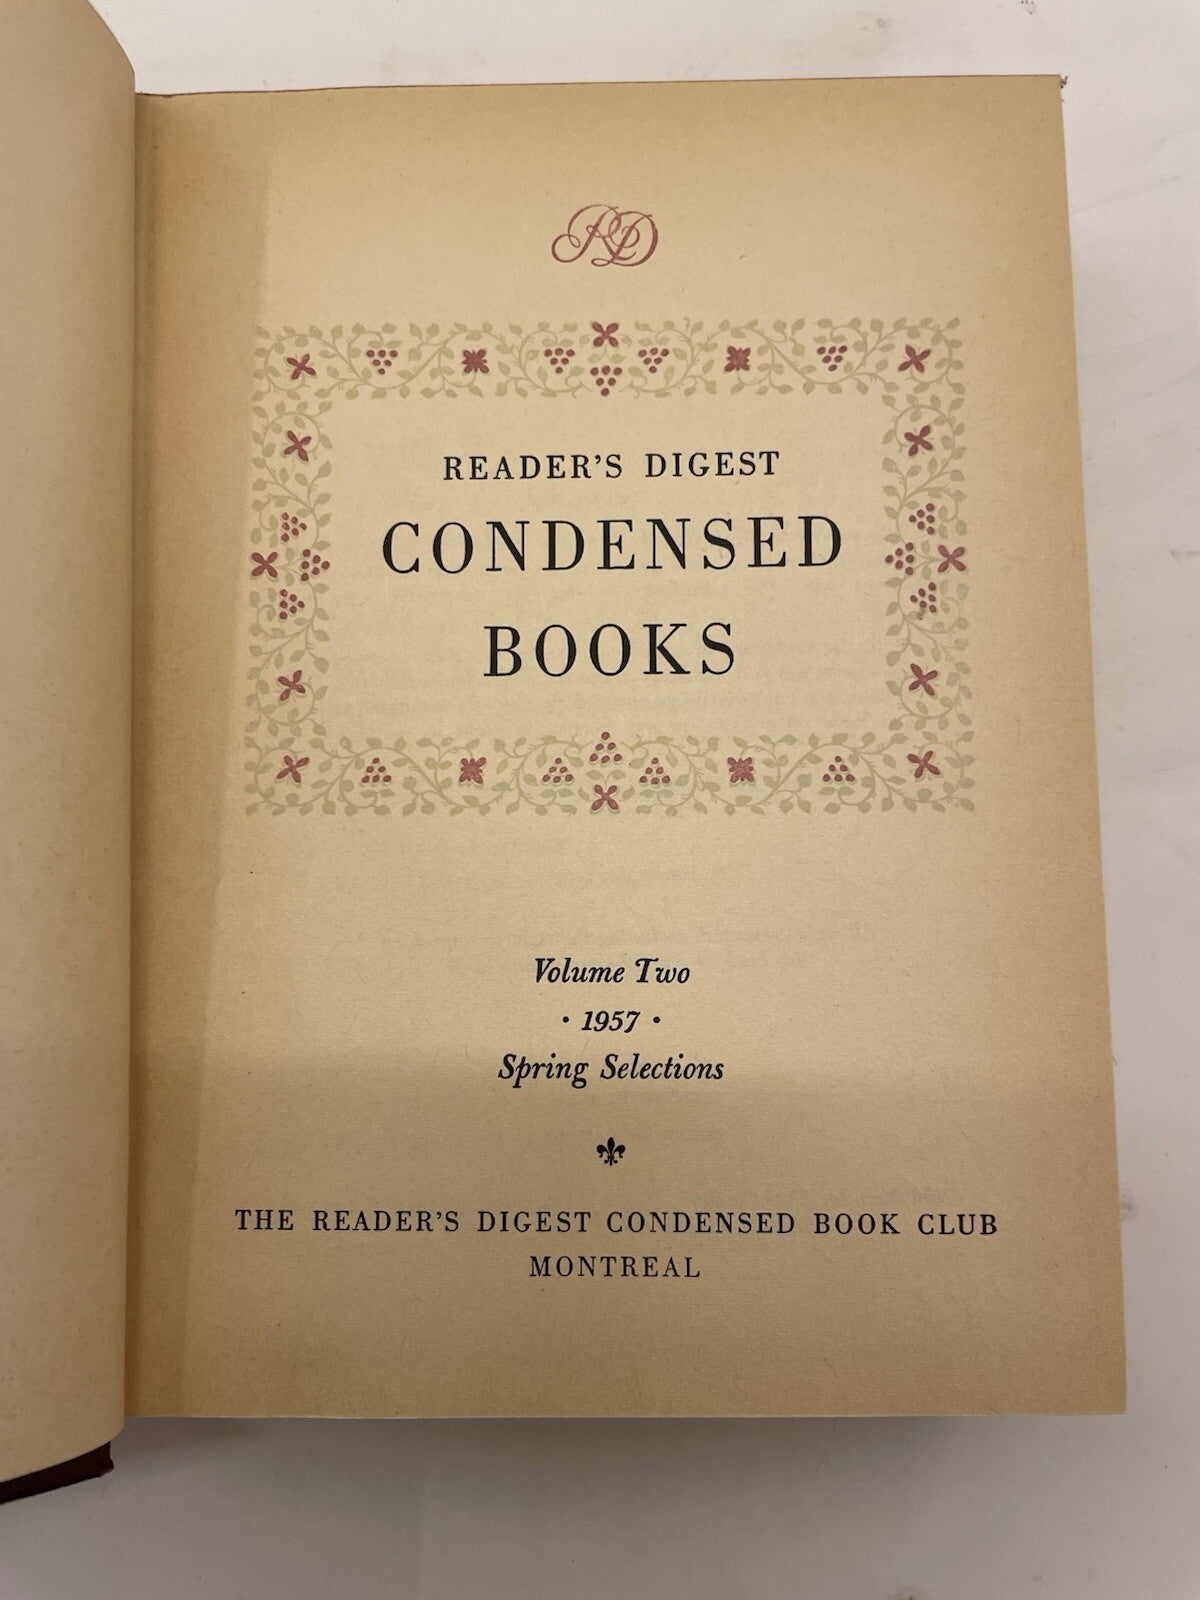 RD
READER'S DIGEST
CONDENSED
BOOKS
Volume Two
• 1957 •
Spring Selections
THE READER'S DIGEST CONDENSED BOOK CLUB
MONTREAL